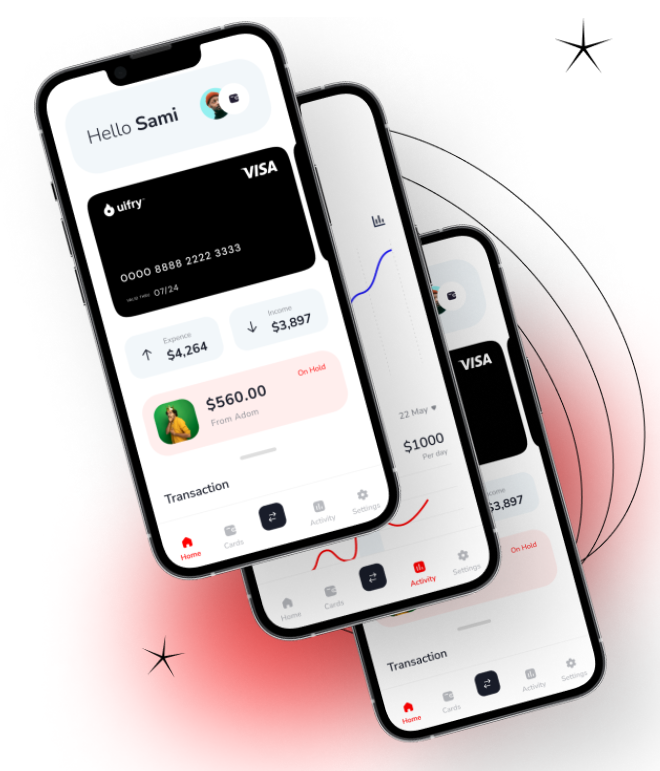 Hello Sami
ulfry
VISA
0000 8888 2222 3333
VALID THRU 07/24
Expence
$4,264
Income
$3,897
$560.00
From Adom
On Hold
Transaction
Home
Cards
Activity
Settings
22 May
$1000
Per day
Home
Cards
Activity
Settings
VISA
$3,897
On Hold
Transaction
Home
Cards
Activity
Settings